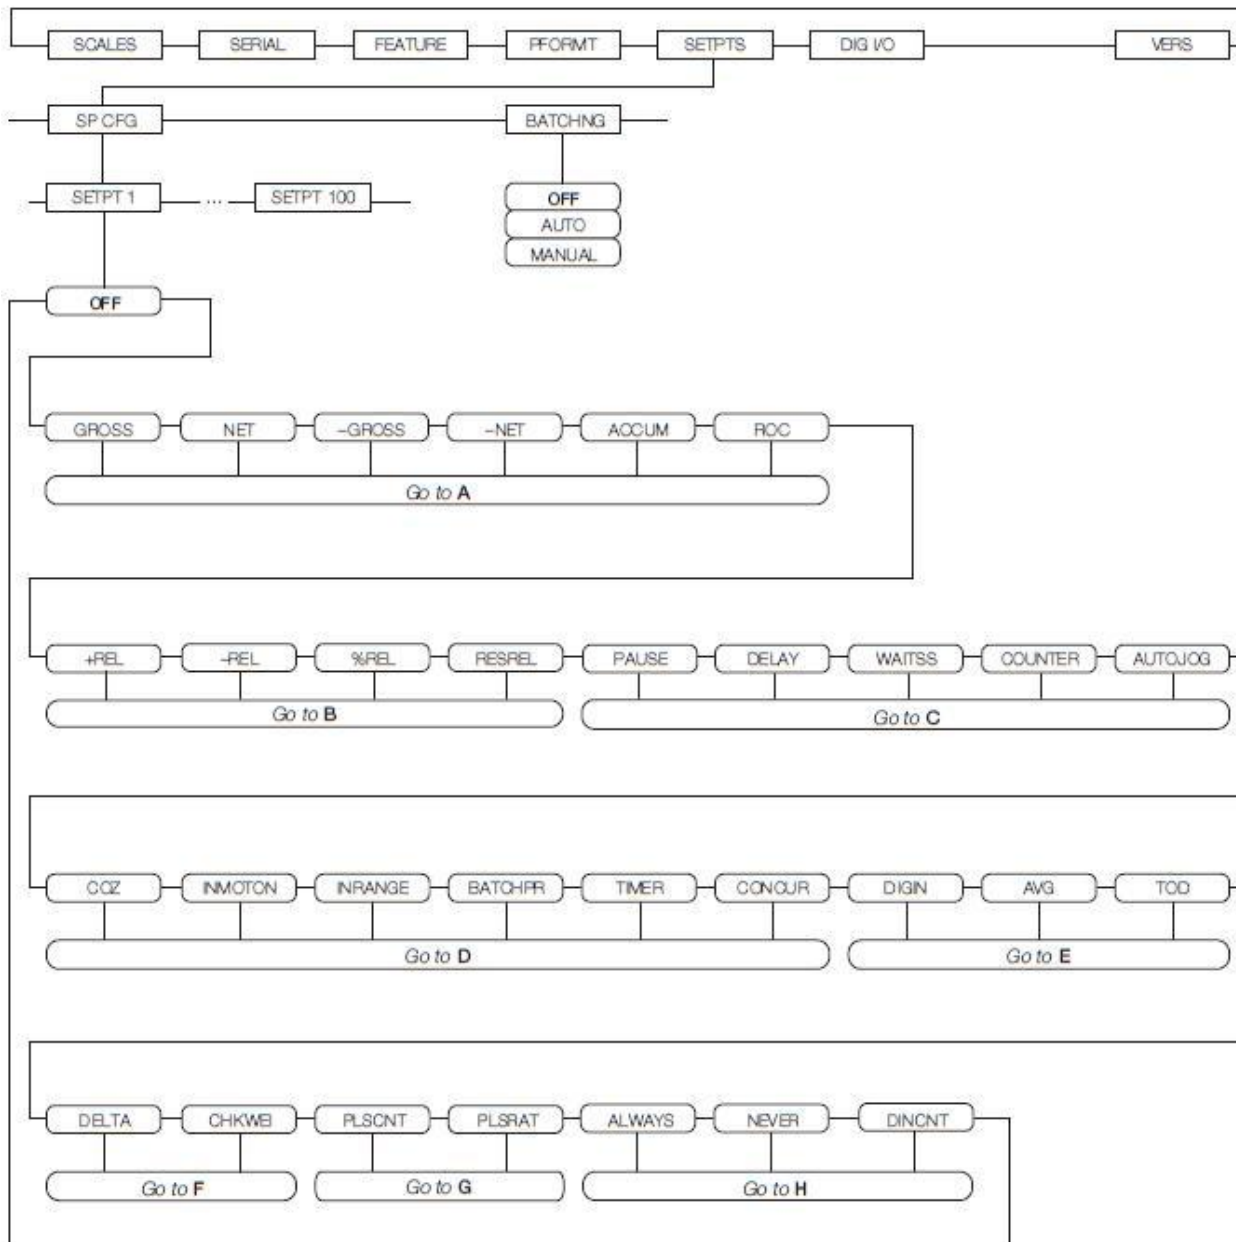 SCALES SERIAL FEATURE PFORMT SETPTS DIG I/O VERS
SP CFG BATCHNG
SETPT 1 ... SETPT 100
OFF
AUTO
MANUAL
OFF
GROSS NET –GROSS –NET ACCUM ROC
Go to A
+REL –REL %REL RESREL PAUSE DELAY WAITSS COUNTER AUTOJOG
Go to B Go to C
COZ INMOTON INRANGE BATCHPR TIMER CONCUR DIGIN AVG TOD
Go to D Go to E
DELTA CHKWEI PLSCNT PLSRAT ALWAYS NEVER DINCNT
Go to F Go to G Go to H